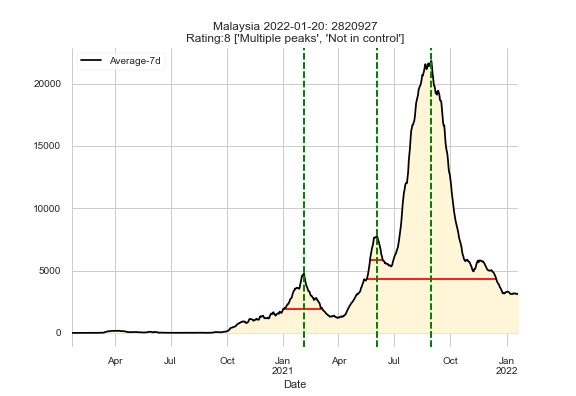 Malaysia 2022-01-20: 2820927
Rating:8 ['Multiple peaks', 'Not in control']
Average-7d
20000
15000
10000
5000
0
Apr Jul Oct Jan Apr Jul Oct Jan
2021 2022
Date